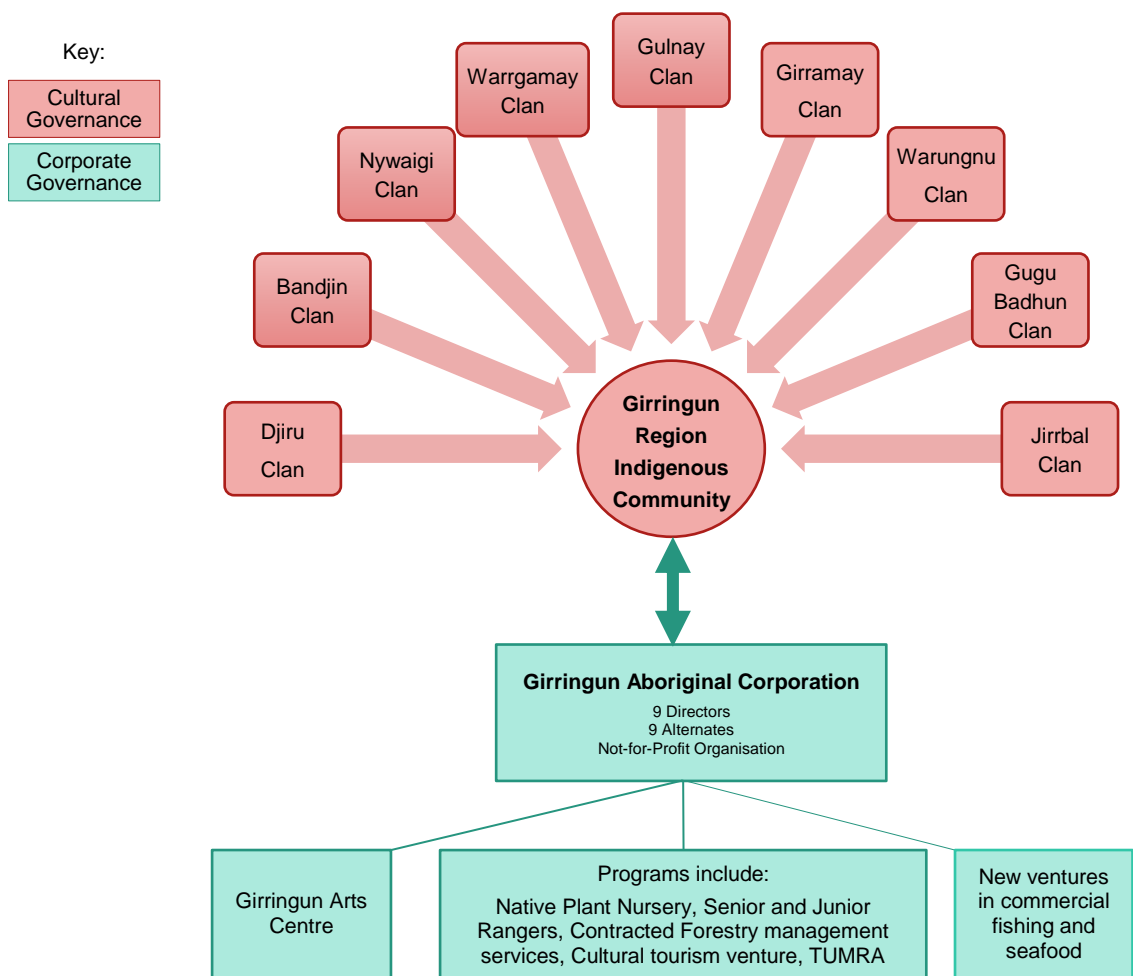 Key:
Cultural
Governance
Corporate
Governance
Gulnay
Clan
Warrgamay
Clan
Girramay
Clan
Nywaigi
Clan
Warungnu
Clan
Bandjin
Clan
Gugu
Badhun
Clan
Djiru
Clan
Girringun
Region
Indigenous
Community
Jirrbal
Clan
Girringun Aboriginal Corporation
9 Directors
9 Alternates
Not-for-Profit Organisation
Girringun Arts
Centre
Programs include:
Native Plant Nursery, Senior and Junior
Rangers, Contracted Forestry management
services, Cultural tourism venture, TUMRA
New ventures
in commercial
fishing and
seafood